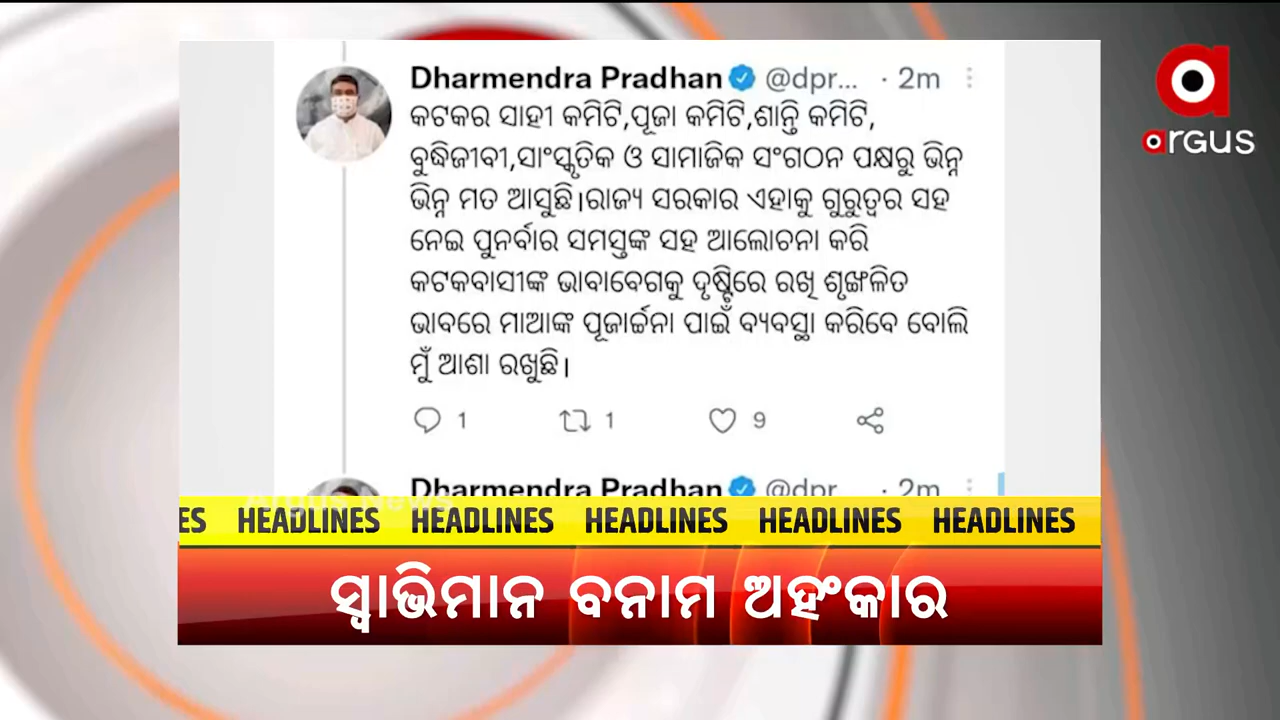 Dharmendra Pradhan @dpr... · 2m
କଟକର ସାହୀ କମିଟି,ପୂଜା କମିଟି,ଶାନ୍ତି କମିଟି,
ବୁଦ୍ଧିଜୀବୀ,ସାଂସ୍କୃତିକ ଓ ସାମାଜିକ ସଂଗଠନ ପକ୍ଷରୁ ଭିନ୍ନ
ଭିନ୍ନ ମତ ଆସୁଛି।ରାଜ୍ୟ ସରକାର ଏହାକୁ ଗୁରୁତ୍ୱର ସହ
ନେଇ ପୁନର୍ବାର ସମସ୍ତଙ୍କ ସହ ଆଲୋଚନା କରି
କଟକବାସୀଙ୍କ ଭାବାବେଗକୁ ଦୃଷ୍ଟିରେ ରଖି ଶୃଙ୍ଖଳିତ
ଭାବରେ ମାଆଙ୍କ ପୂଜାର୍ଚ୍ଚନା ପାଇଁ ବ୍ୟବସ୍ଥା କରିବେ ବୋଲି
ମୁଁ ଆଶା ରଖୁଛି।
1 1 9
Dharmendra Pradhan @dpr... · 2m
Argus News
ES HEADLINES HEADLINES HEADLINES HEADLINES HEADLINES
ସ୍ୱାଭିମାନ ବନାମ ଅହଂକାର
argus